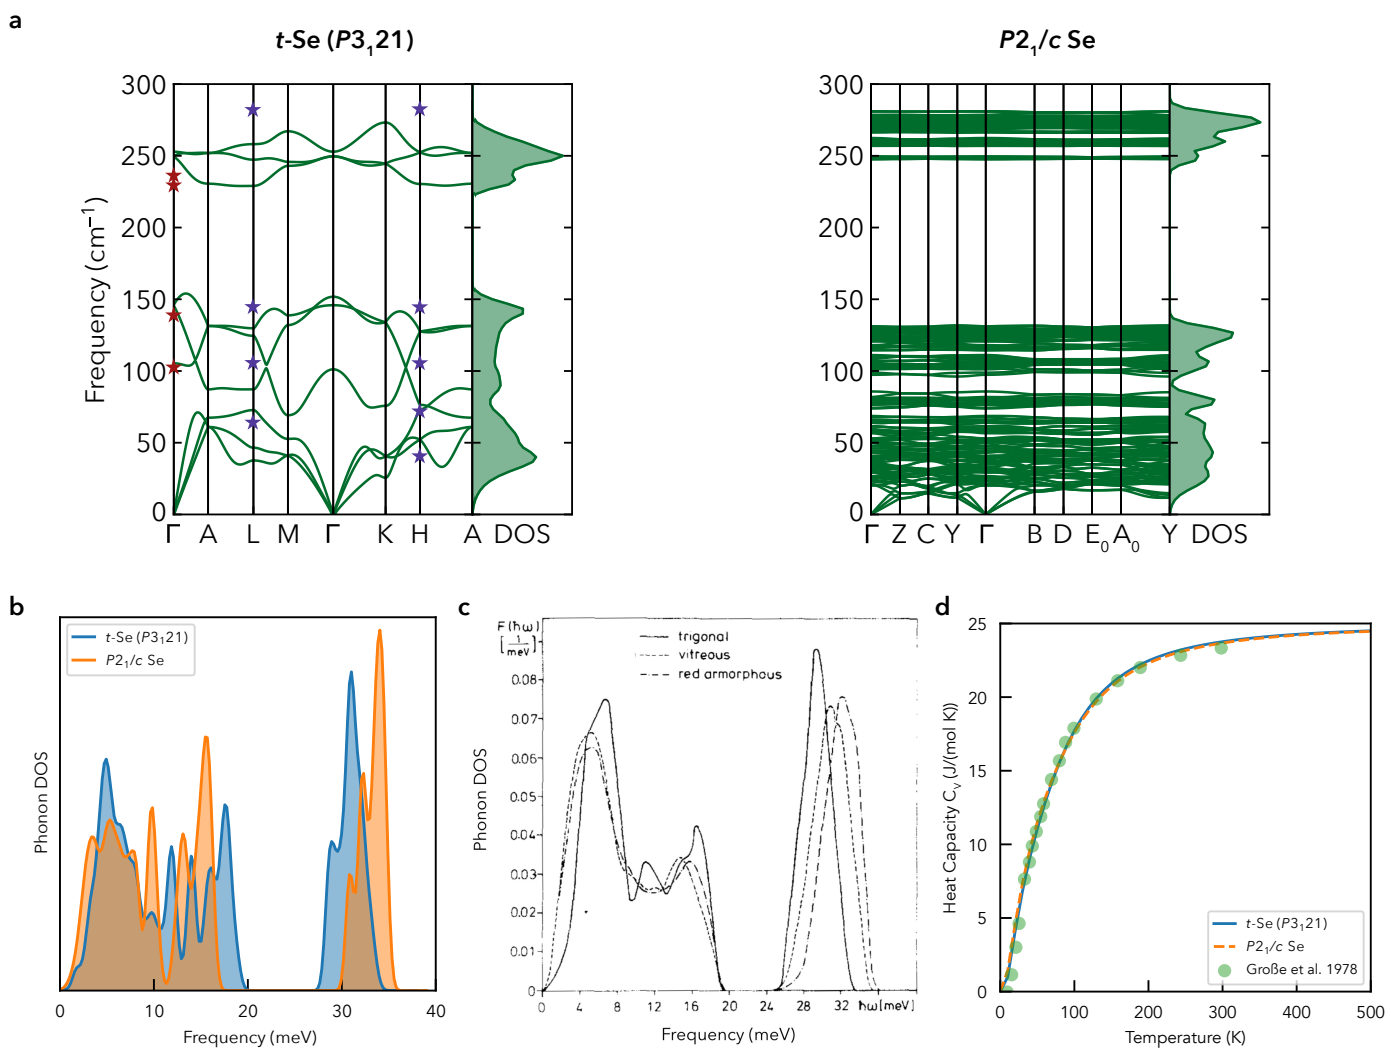 a
t-Se (P3₁21)
P2₁/c Se
Frequency (cm⁻¹)
300
250
200
150
100
50
0
Γ A L M Γ K H A DOS
300
250
200
150
100
50
0
Γ Z C Y Γ B D E₀ A₀ Y DOS
b
t-Se (P3₁21)
P2₁/c Se
Phonon DOS
0 10 20 30 40
Frequency (meV)
c
F(ħω)
[1/meV]
trigonal
vitreous
red armorphous
0.08
0.07
0.06
0.05
0.04
0.03
0.02
0.01
0
Phonon DOS
0 4 8 12 16 20 24 28 32 ħω[meV]
Frequency (meV)
d
Heat Capacity Cᵥ (J/(mol K))
25
20
15
10
5
0
t-Se (P3₁21)
P2₁/c Se
Große et al. 1978
0 100 200 300 400 500
Temperature (K)